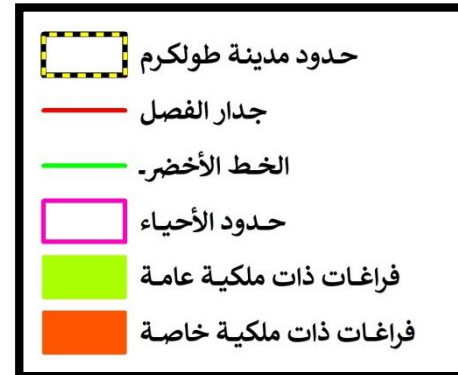 حدود مدينة طولكرم
جدار الفصل
الخط الأخضر
حدود الأحياء
فراغات ذات ملكية عامة
فراغات ذات ملكية خاصة